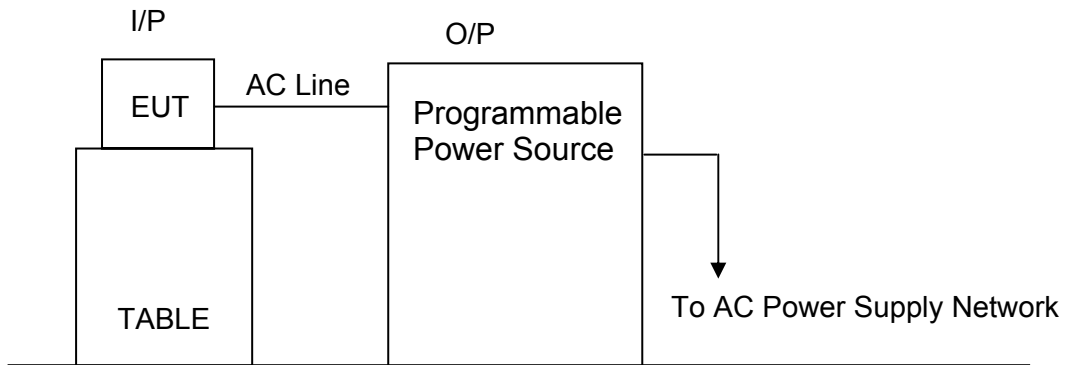 I/P
O/P
EUT
AC Line
Programmable
Power Source
TABLE
To AC Power Supply Network